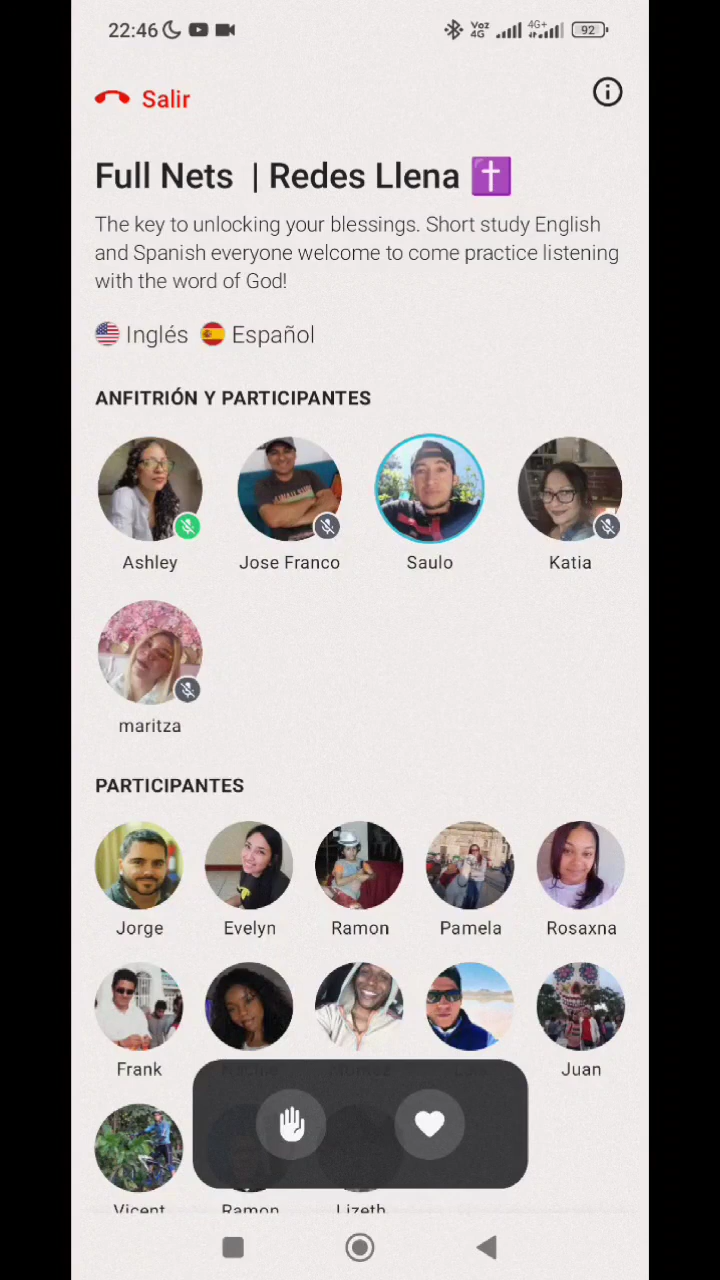 22:46
Voz
4G
4G+
92
Salir
Full Nets | Redes Llena
The key to unlocking your blessings. Short study English
and Spanish everyone welcome to come practice listening
with the word of God!
Inglés Español
ANFITRIÓN Y PARTICIPANTES
Ashley Jose Franco Saulo Katia
maritza
PARTICIPANTES
Jorge Evelyn Ramon Pamela Rosaxna
Frank Juan
Vicent Ramon Lizeth